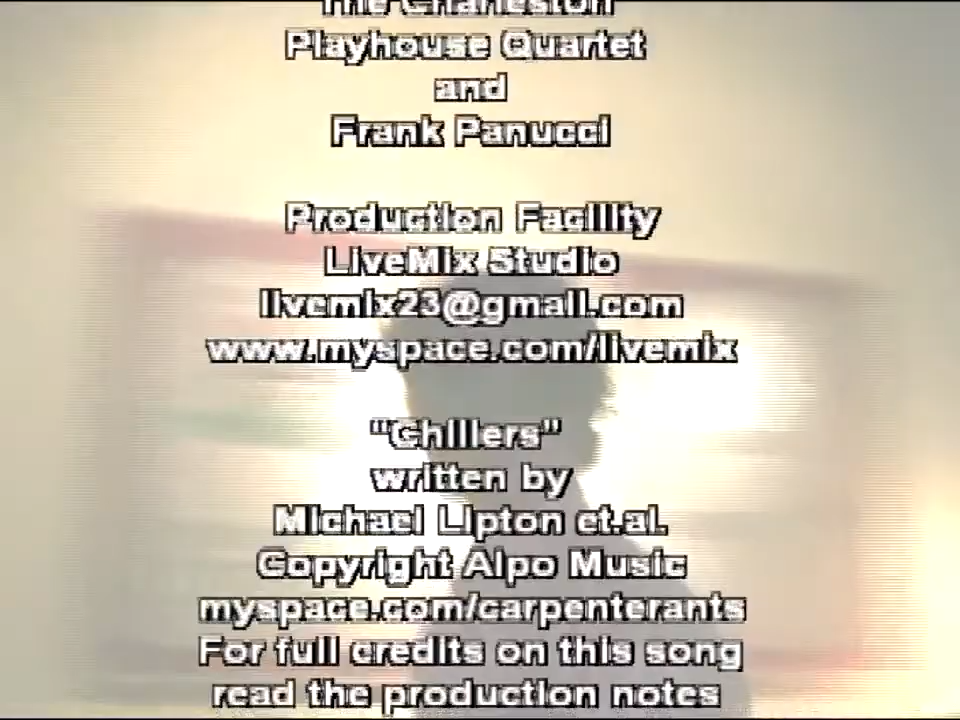 The Charleston
Playhouse Quartet
and
Frank Panucci
Production Facility
LiveMix Studio
livemix23@gmail.com
www.myspace.com/livemix
"Chillers"
written by
Michael Lipton et.al.
Copyright Alpo Music
myspace.com/carpenterants
For full credits on this song
read the production notes